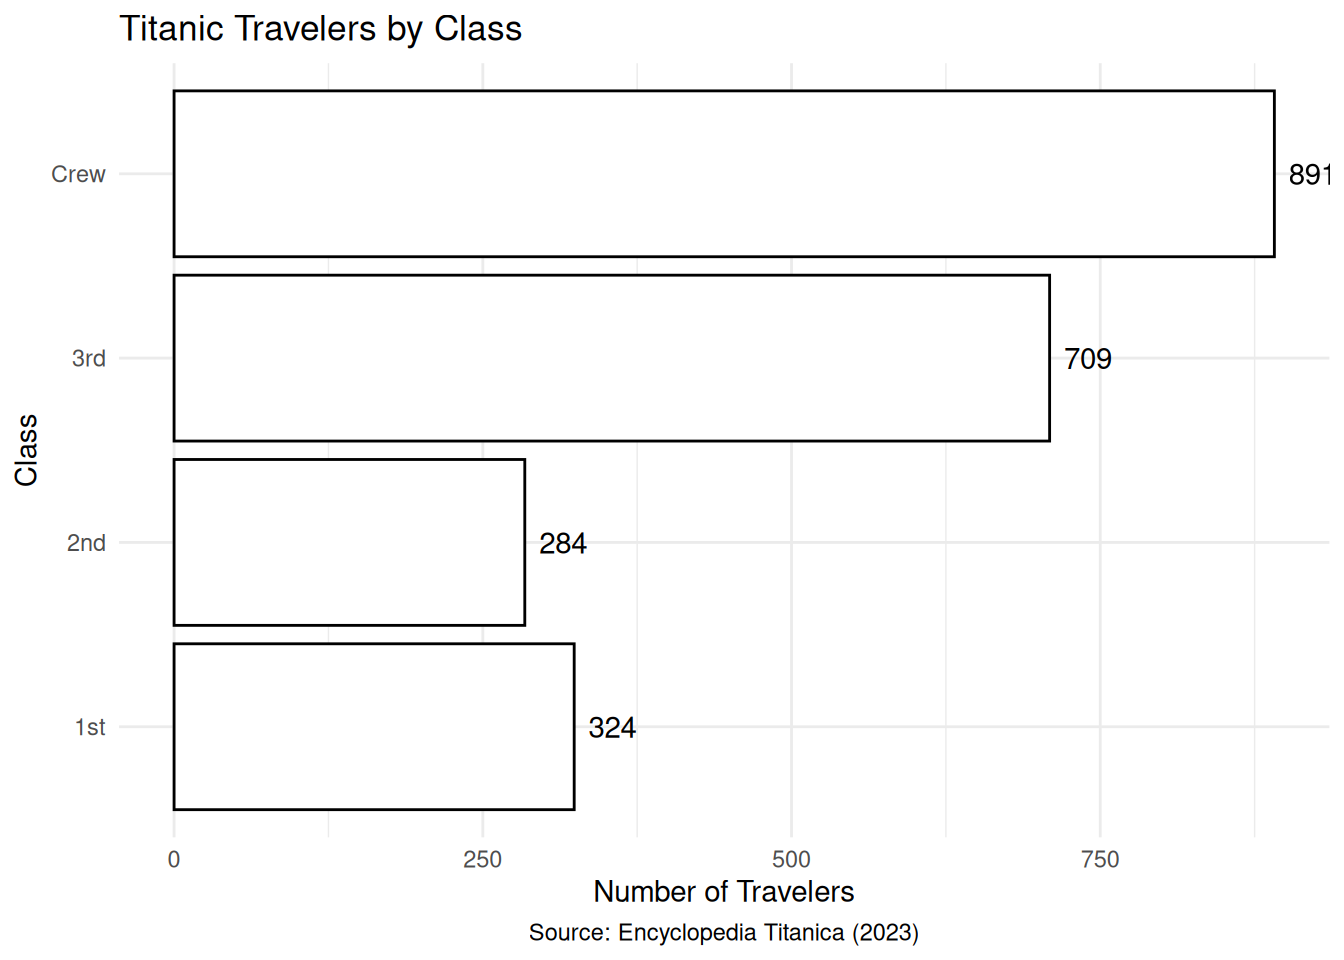 Titanic Travelers by Class
Crew
891
3rd
709
Class
2nd
284
1st
324
0 250 500 750
Number of Travelers
Source: Encyclopedia Titanica (2023)